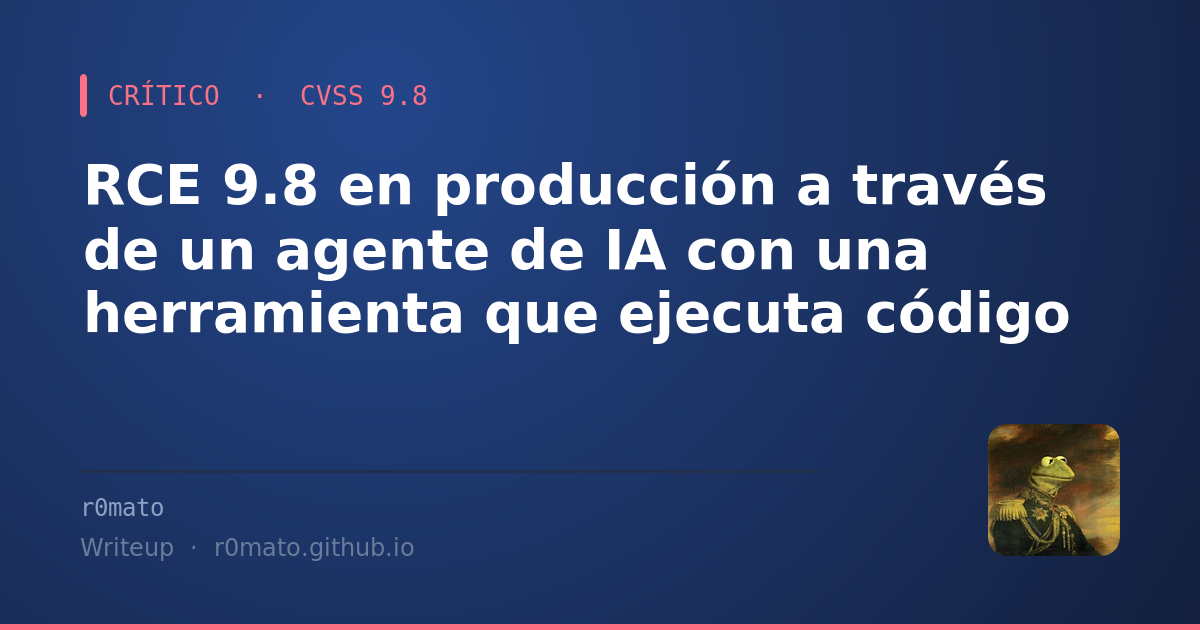 CRÍTICO · CVSS 9.8
RCE 9.8 en producción a través
de un agente de IA con una
herramienta que ejecuta código
r0mato
Writeup · r0mato.github.io